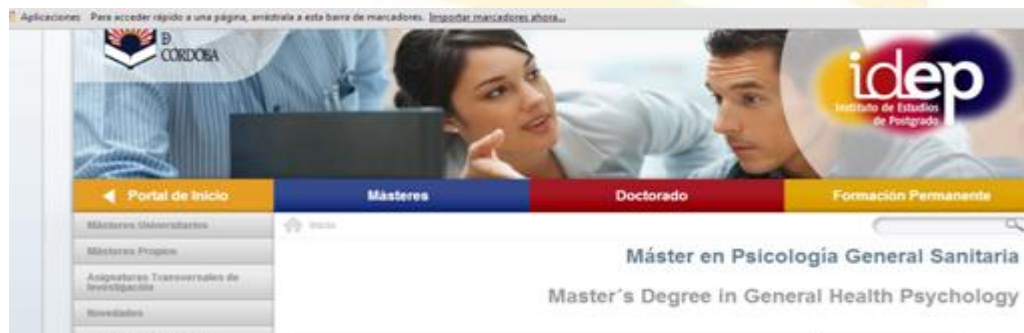 Aplicaciones Para acceder rápido a una página, arrástrala a esta barra de marcadores. Importar marcadores ahora...
D
CORDOBA
idep
Instituto de Estudios
de Postgrado
Portal de Inicio
Másteres
Doctorado
Formación Permanente
Másteres Universitarios
Inicio
Másteres Propios
Máster en Psicología General Sanitaria
Asignaturas Transversales de
Investigación
Master´s Degree in General Health Psychology
Novedades